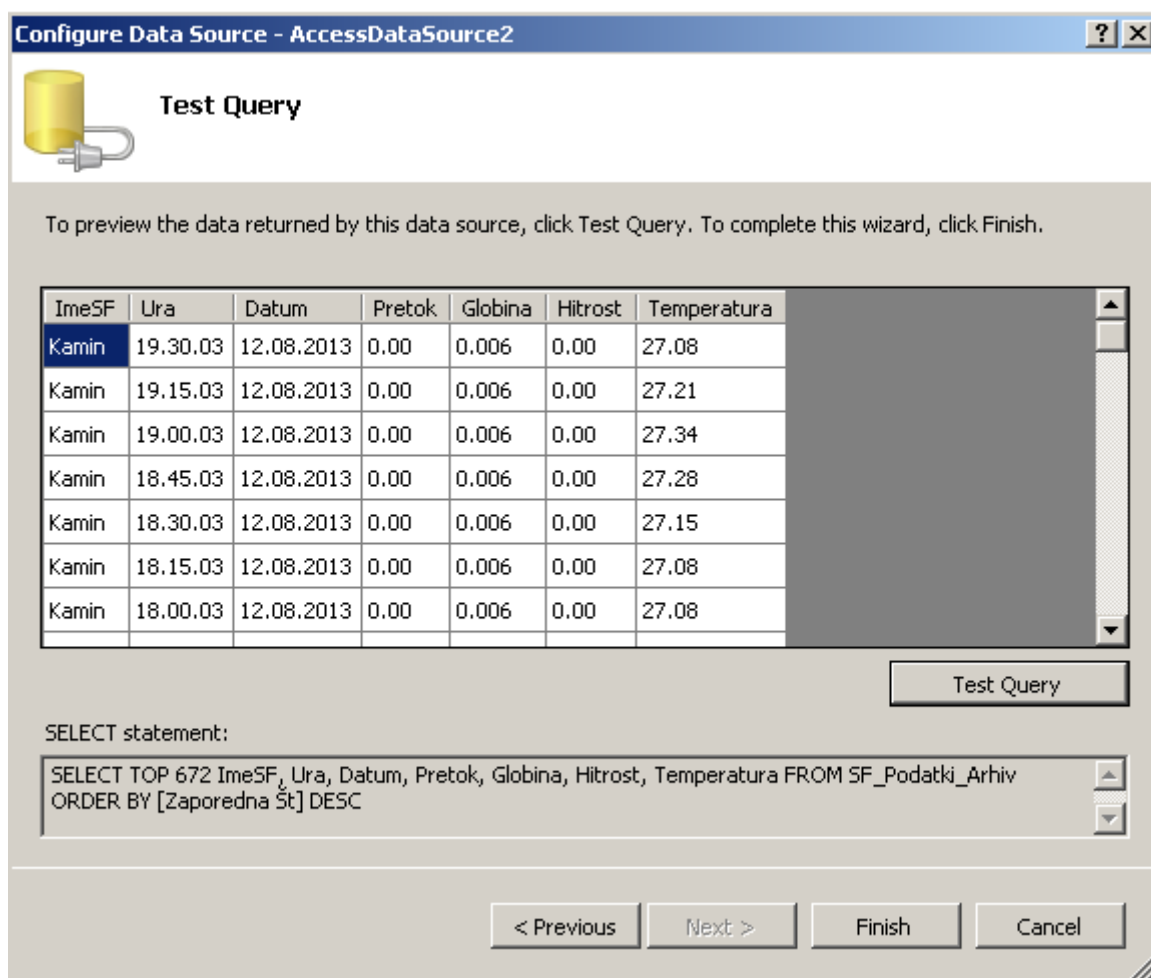 Configure Data Source - AccessDataSource2
Test Query
To preview the data returned by this data source, click Test Query. To complete this wizard, click Finish.
ImeSF Ura Datum Pretok Globina Hitrost Temperatura
Kamin 19.30.03 12.08.2013 0.00 0.006 0.00 27.08
Kamin 19.15.03 12.08.2013 0.00 0.006 0.00 27.21
Kamin 19.00.03 12.08.2013 0.00 0.006 0.00 27.34
Kamin 18.45.03 12.08.2013 0.00 0.006 0.00 27.28
Kamin 18.30.03 12.08.2013 0.00 0.006 0.00 27.15
Kamin 18.15.03 12.08.2013 0.00 0.006 0.00 27.08
Kamin 18.00.03 12.08.2013 0.00 0.006 0.00 27.08
Test Query
SELECT statement:
SELECT TOP 672 ImeSF, Ura, Datum, Pretok, Globina, Hitrost, Temperatura FROM SF_Podatki_Arhiv
ORDER BY [Zaporedna Št] DESC
< Previous Next > Finish Cancel